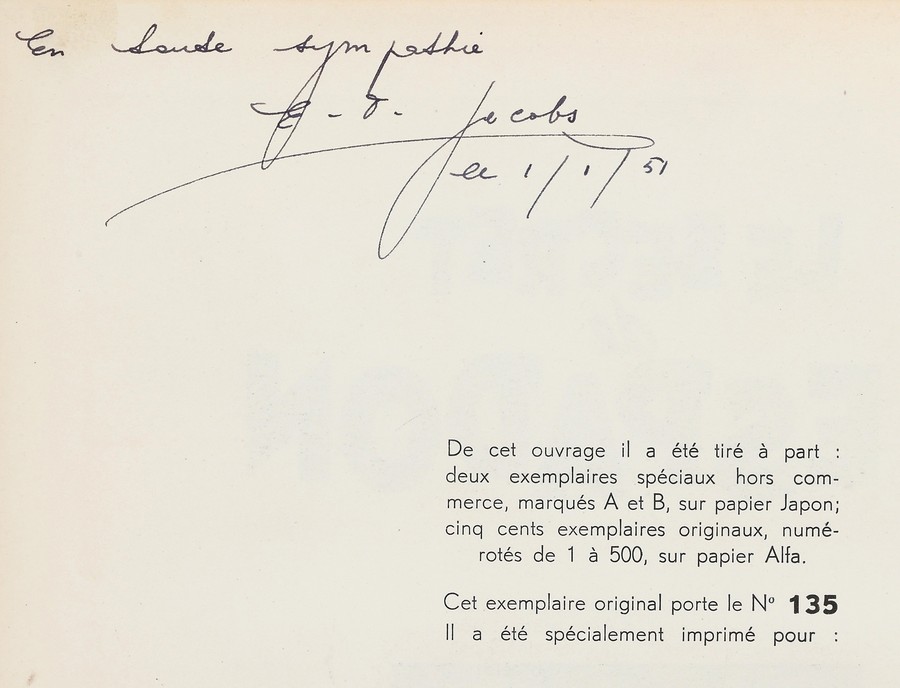 En toute sympathie
E-P- Jacobs
le 1/1/51
De cet ouvrage il a été tiré à part :
deux exemplaires spéciaux hors com-
merce, marqués A et B, sur papier Japon;
cinq cents exemplaires originaux, numé-
rotés de 1 à 500, sur papier Alfa.
Cet exemplaire original porte le Nº 135
Il a été spécialement imprimé pour :